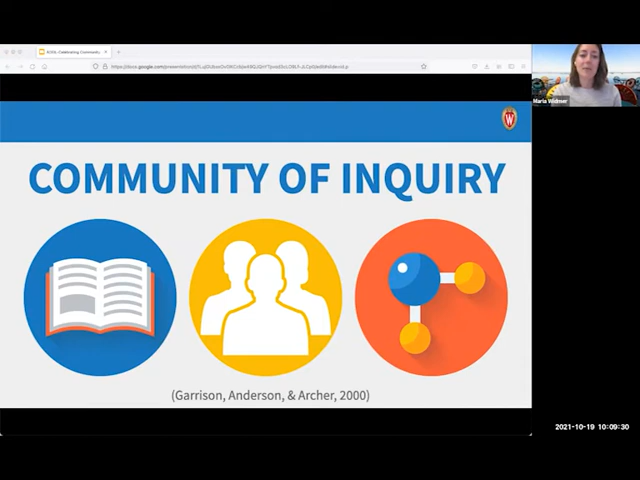 Maria Widmer
COMMUNITY OF INQUIRY
(Garrison, Anderson, & Archer, 2000)
W
2021-10-19 10:09:30